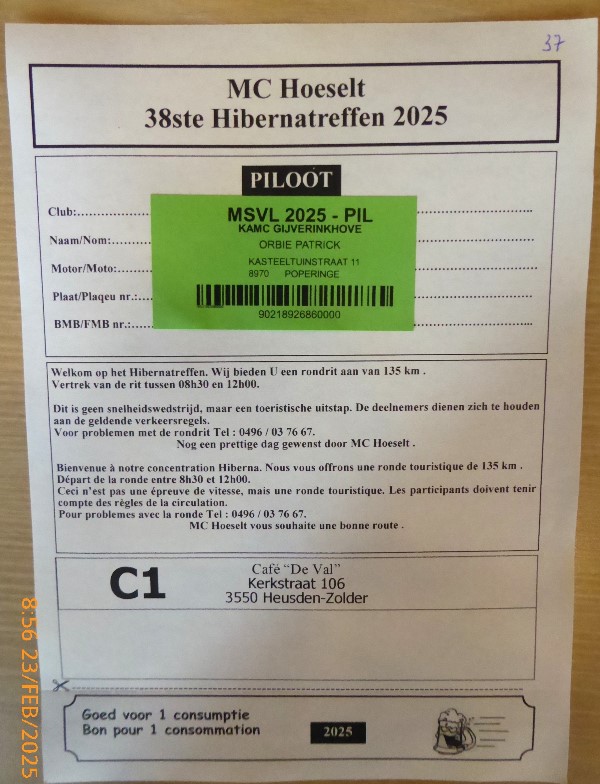 37
MC Hoeselt
38ste Hibernatreffen 2025
PILOOT
Club:
MSVL 2025 - PIL
KAMC GIJVERINKHOVE
Naam/Nom:
ORBIE PATRICK
Motor/Moto:
KASTEELTUINSTRAAT 11
8970 POPERINGE
Plaat/Plaqeu nr.:
90218926860000
BMB/FMB nr.:
Welkom op het Hibernatreffen. Wij bieden U een rondrit aan van 135 km .
Vertrek van de rit tussen 08h30 en 12h00.
Dit is geen snelheidswedstrijd, maar een toeristische uitstap. De deelnemers dienen zich te houden
aan de geldende verkeersregels.
Voor problemen met de rondrit Tel : 0496 / 03 76 67.
Nog een prettige dag gewenst door MC Hoeselt .
Bienvenue à notre concentration Hiberna. Nous vous offrons une ronde touristique de 135 km .
Départ de la ronde entre 8h30 et 12h00.
Ceci n'est pas une épreuve de vitesse, mais une ronde touristique. Les participants doivent tenir
compte des règles de la circulation.
Pour problemes avec la ronde Tel : 0496 / 03 76 67.
MC Hoeselt vous souhaite une bonne route .
C1
Café “De Val”
Kerkstraat 106
3550 Heusden-Zolder
Goed voor 1 consumptie
Bon pour 1 consommation
2025
8:56 23/FEB/2025